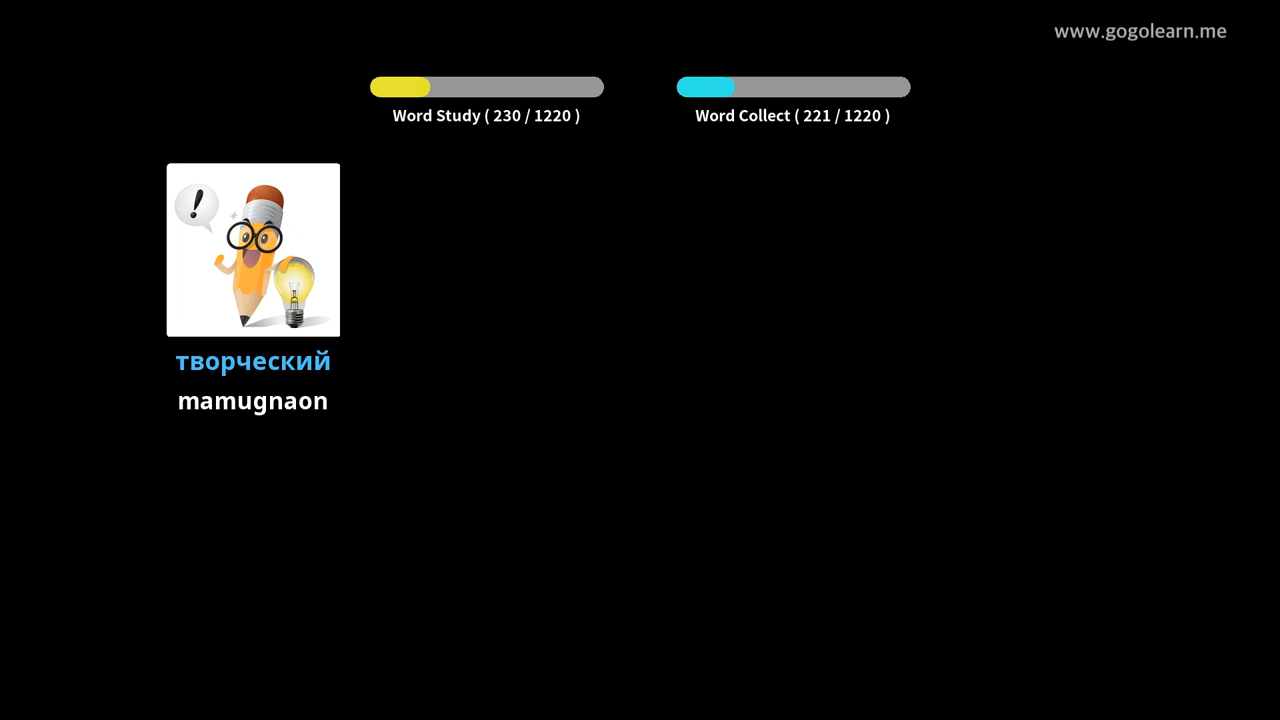 www.gogolearn.me
Word Study ( 230 / 1220 )
Word Collect ( 221 / 1220 )
!
творческий
mamugnaon